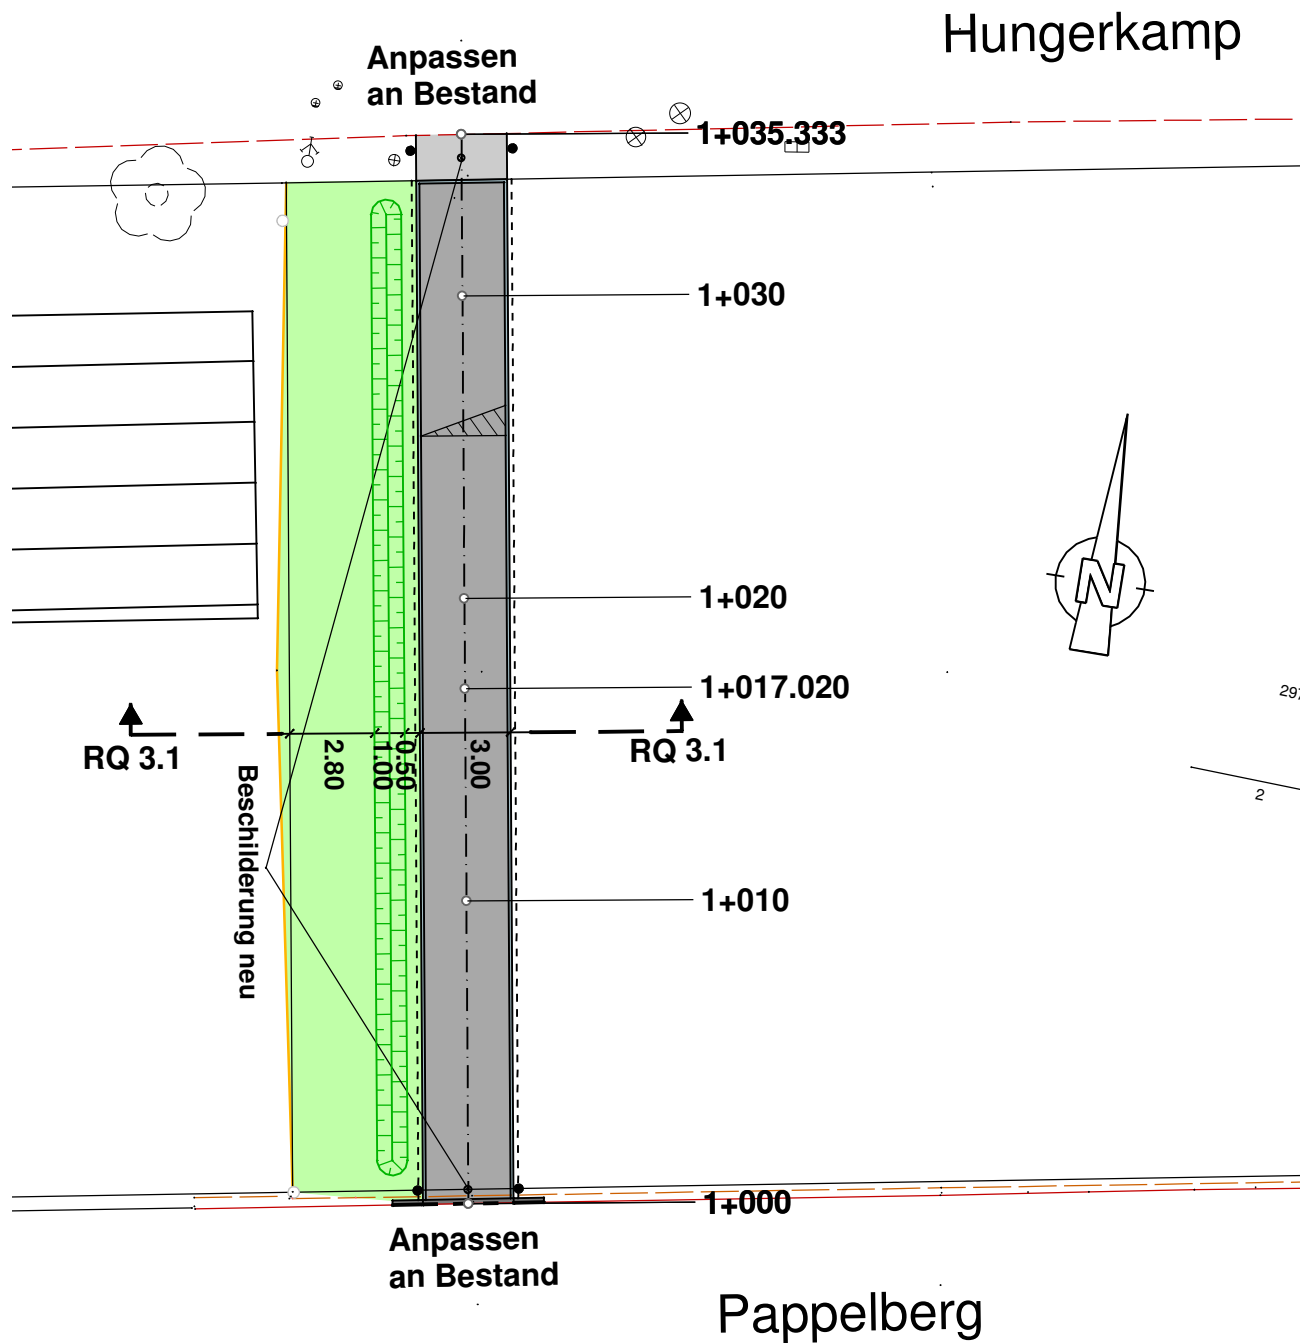 Hungerkamp
Anpassen
an Bestand
1+035.333
1+030
N
1+020
1+017.020
RQ 3.1
2.80
1.00
0.50
3.00
RQ 3.1
Beschilderung neu
2
1+010
1+000
Anpassen
an Bestand
Pappelberg